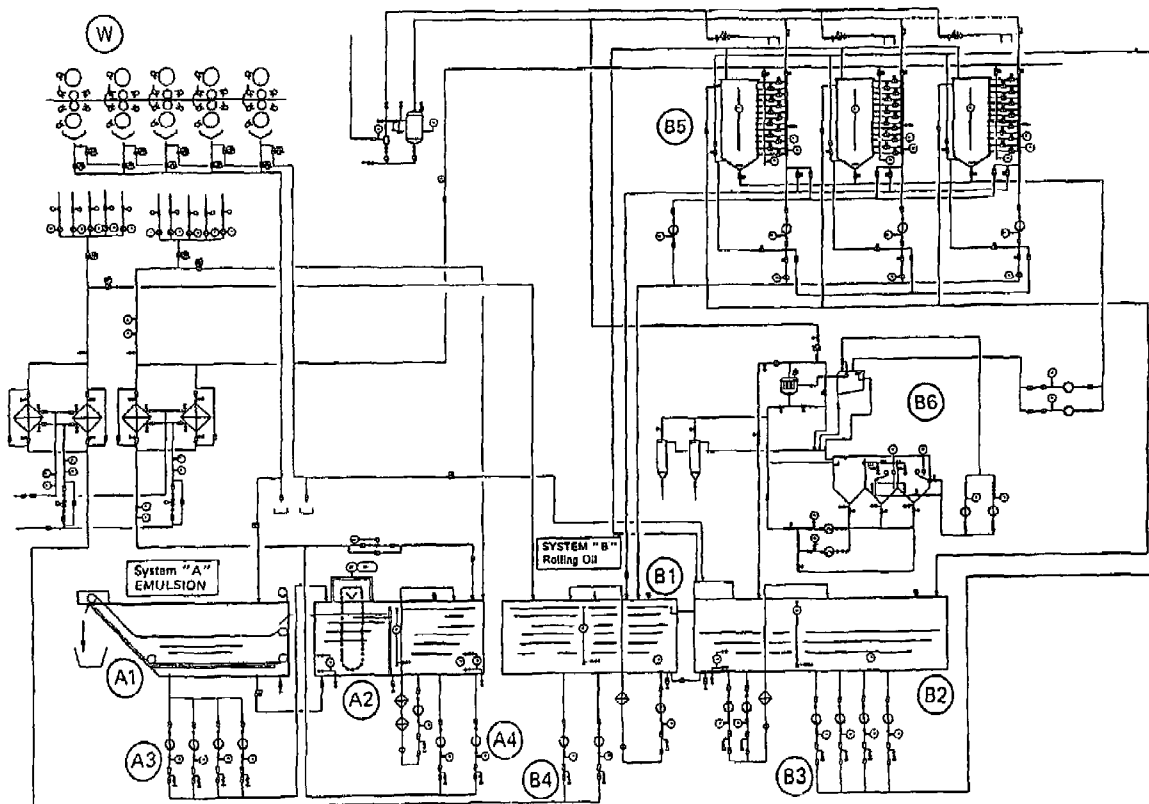 W
B5
B6
System "A"
EMULSION
SYSTEM "B"
Rolling Oil
B1
A1
A2
B2
A3
A4
B4
B3